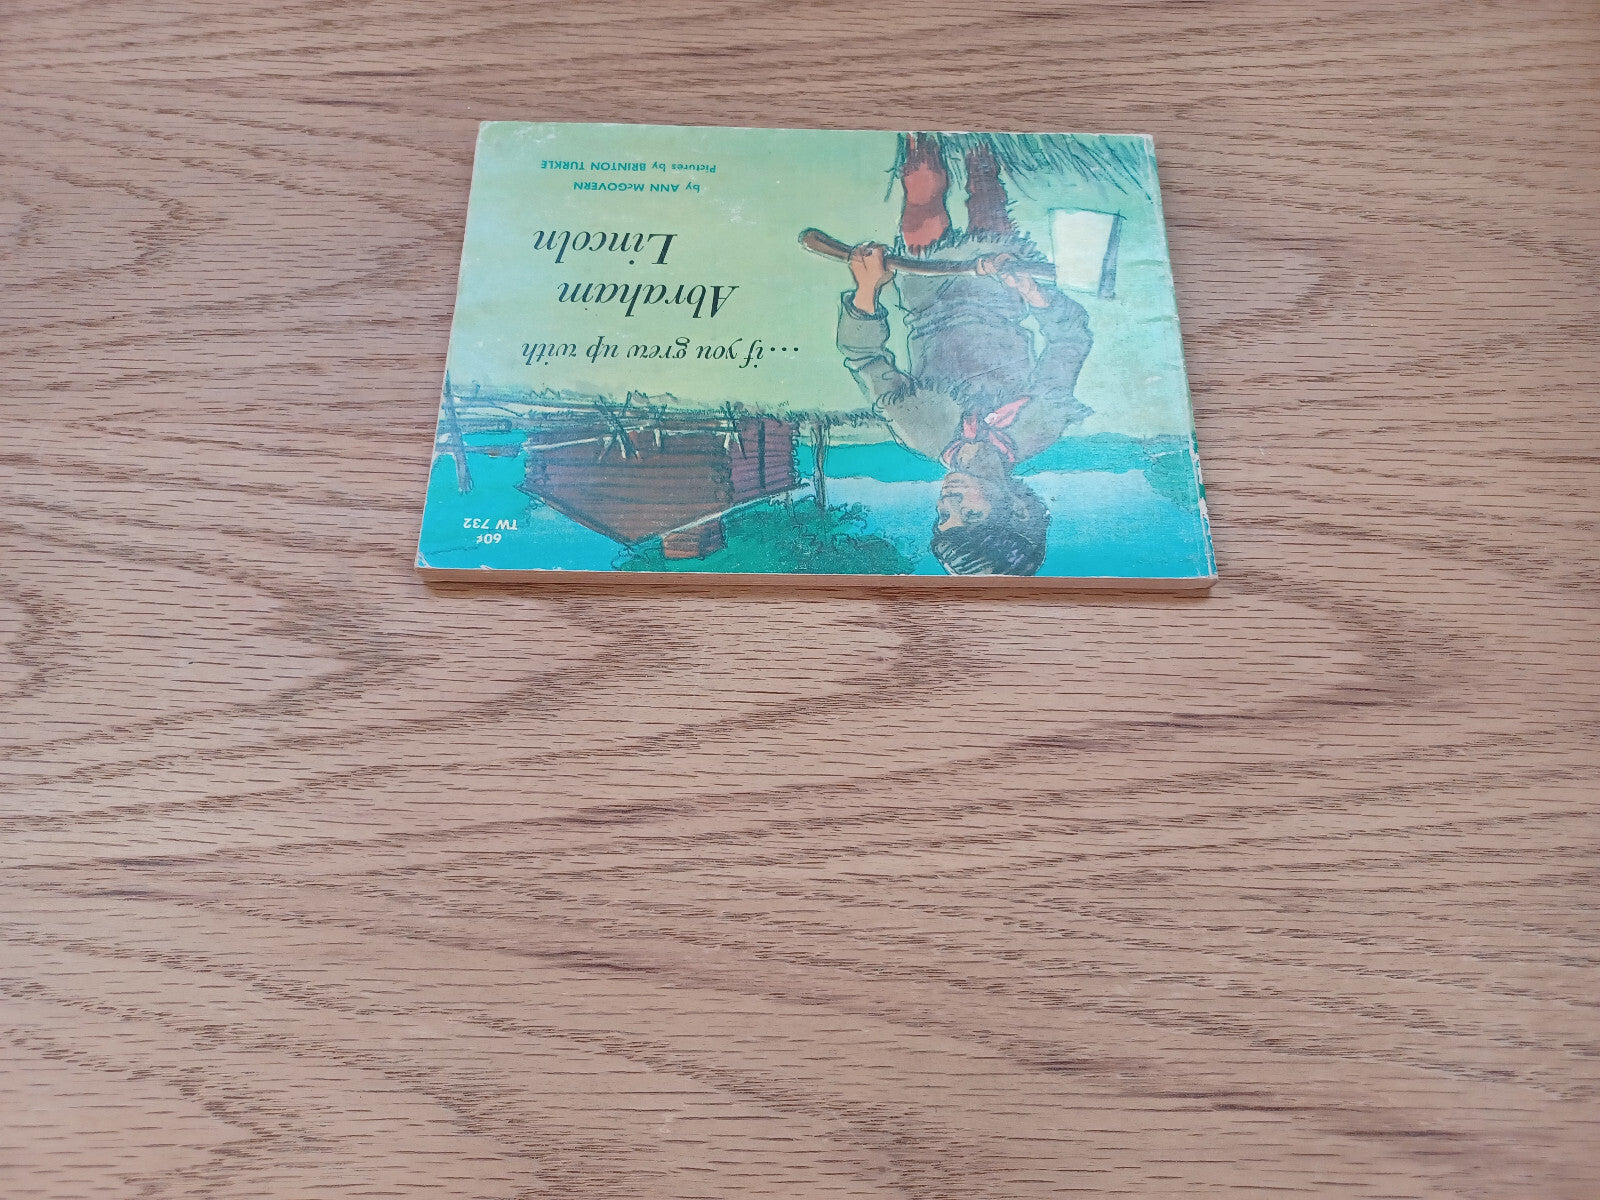 60¢
TW 732
...if you grew up with
Abraham
Lincoln
by ANN McGOVERN
Pictures by BRINTON TURKLE